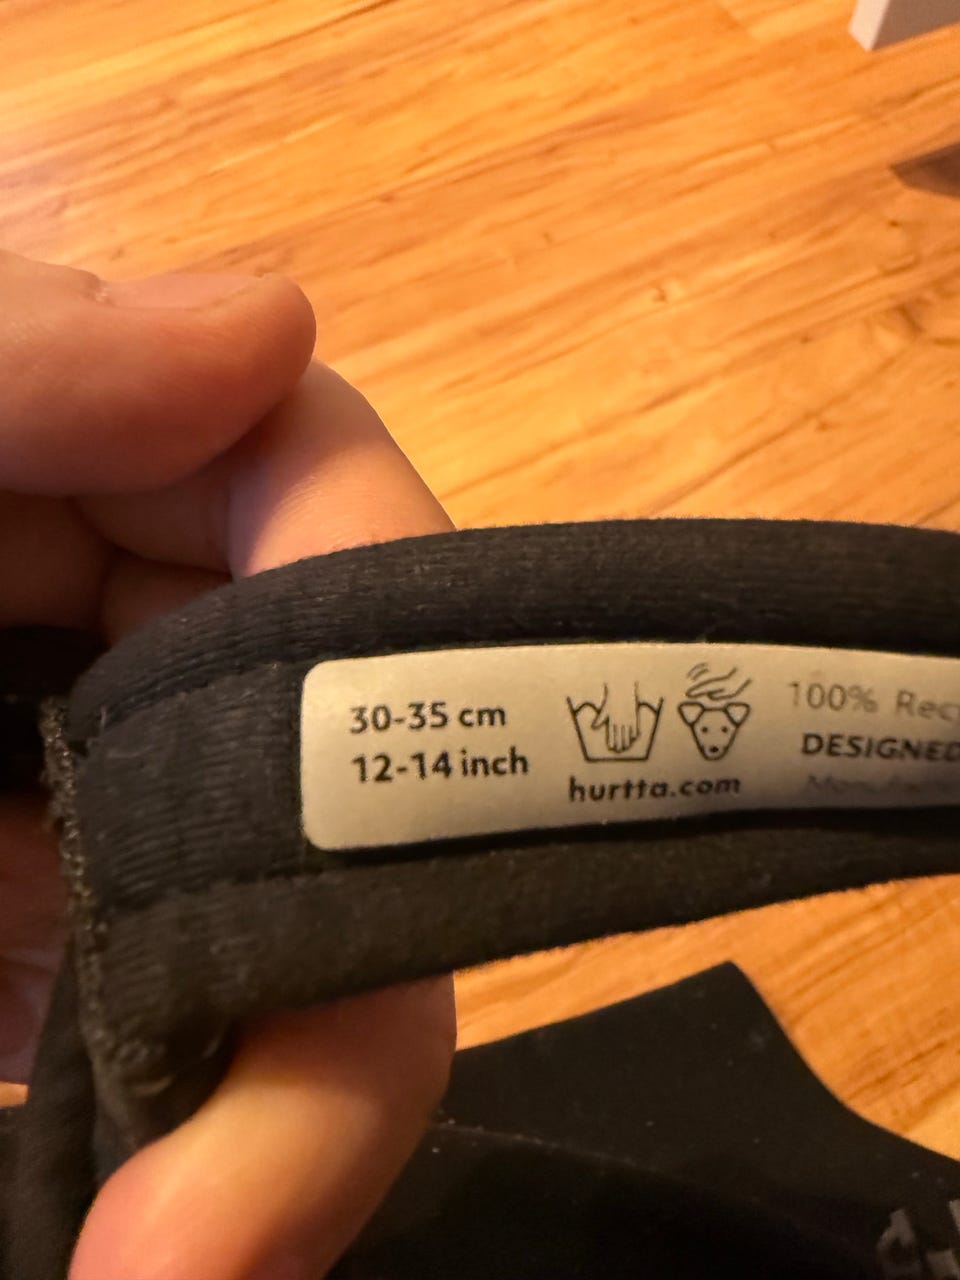 30-35 cm
12-14 inch
hurtta.com
100%
DESIGNED